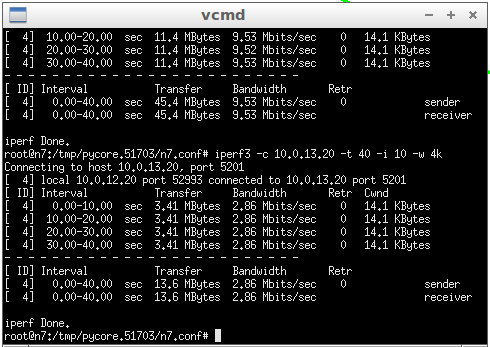 vcmd
[  4]  10.00-20.00  sec  11.4 MBytes  9.53 Mbits/sec    0   14.1 KBytes
[  4]  20.00-30.00  sec  11.4 MBytes  9.52 Mbits/sec    0   14.1 KBytes
[  4]  30.00-40.00  sec  11.4 MBytes  9.53 Mbits/sec    0   14.1 KBytes
- - - - - - - - - - - - - - - - - - - - - - - - -
[ ID] Interval           Transfer     Bandwidth       Retr
[  4]   0.00-40.00  sec  45.4 MBytes  9.53 Mbits/sec    0             sender
[  4]   0.00-40.00  sec  45.4 MBytes  9.53 Mbits/sec                  receiver
iperf Done.
root@n7:/tmp/pycore.51703/n7.conf# iperf3 -c 10.0.13.20 -t 40 -i 10 -w 4k
Connecting to host 10.0.13.20, port 5201
[  4] local 10.0.12.20 port 52993 connected to 10.0.13.20 port 5201
[ ID] Interval           Transfer     Bandwidth       Retr  Cwnd
[  4]   0.00-10.00  sec  3.41 MBytes  2.86 Mbits/sec    0   14.1 KBytes
[  4]  10.00-20.00  sec  3.41 MBytes  2.86 Mbits/sec    0   14.1 KBytes
[  4]  20.00-30.00  sec  3.41 MBytes  2.86 Mbits/sec    0   14.1 KBytes
[  4]  30.00-40.00  sec  3.41 MBytes  2.86 Mbits/sec    0   14.1 KBytes
- - - - - - - - - - - - - - - - - - - - - - - - -
[ ID] Interval           Transfer     Bandwidth       Retr
[  4]   0.00-40.00  sec  13.6 MBytes  2.86 Mbits/sec    0             sender
[  4]   0.00-40.00  sec  13.6 MBytes  2.86 Mbits/sec                  receiver
iperf Done.
root@n7:/tmp/pycore.51703/n7.conf#